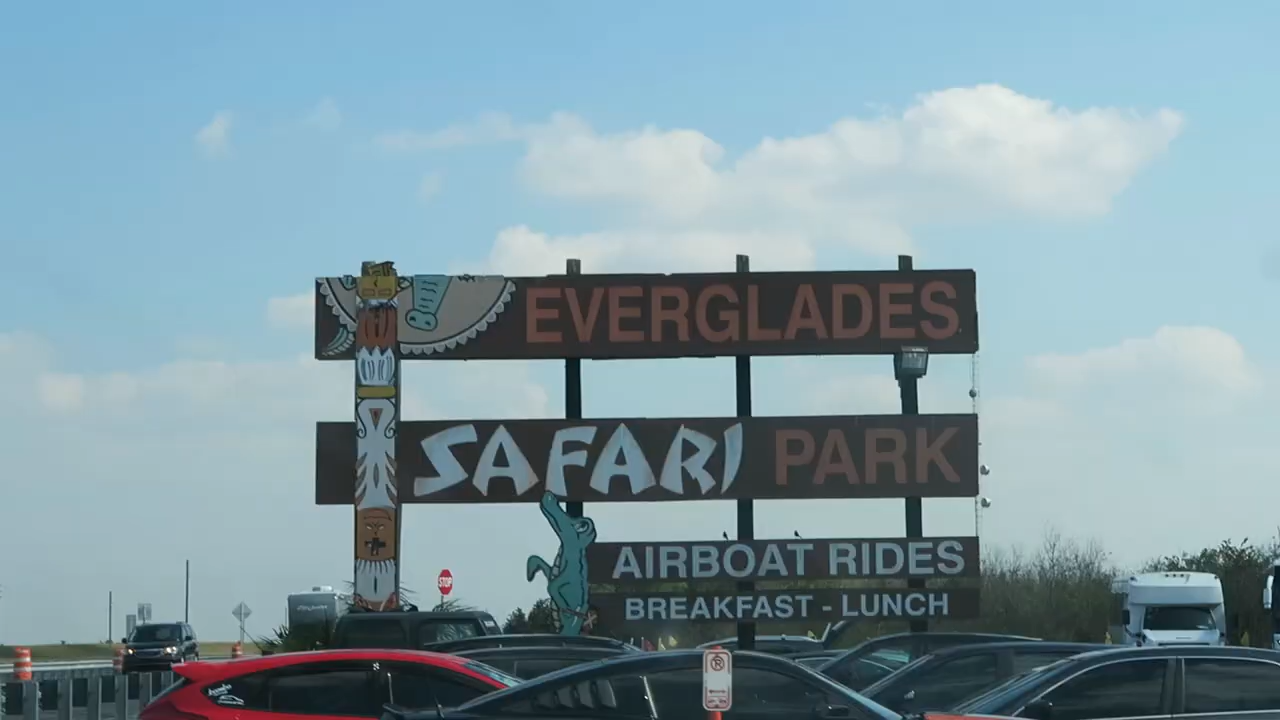 EVERGLADES
SAFARI PARK
AIRBOAT RIDES
BREAKFAST - LUNCH
STOP